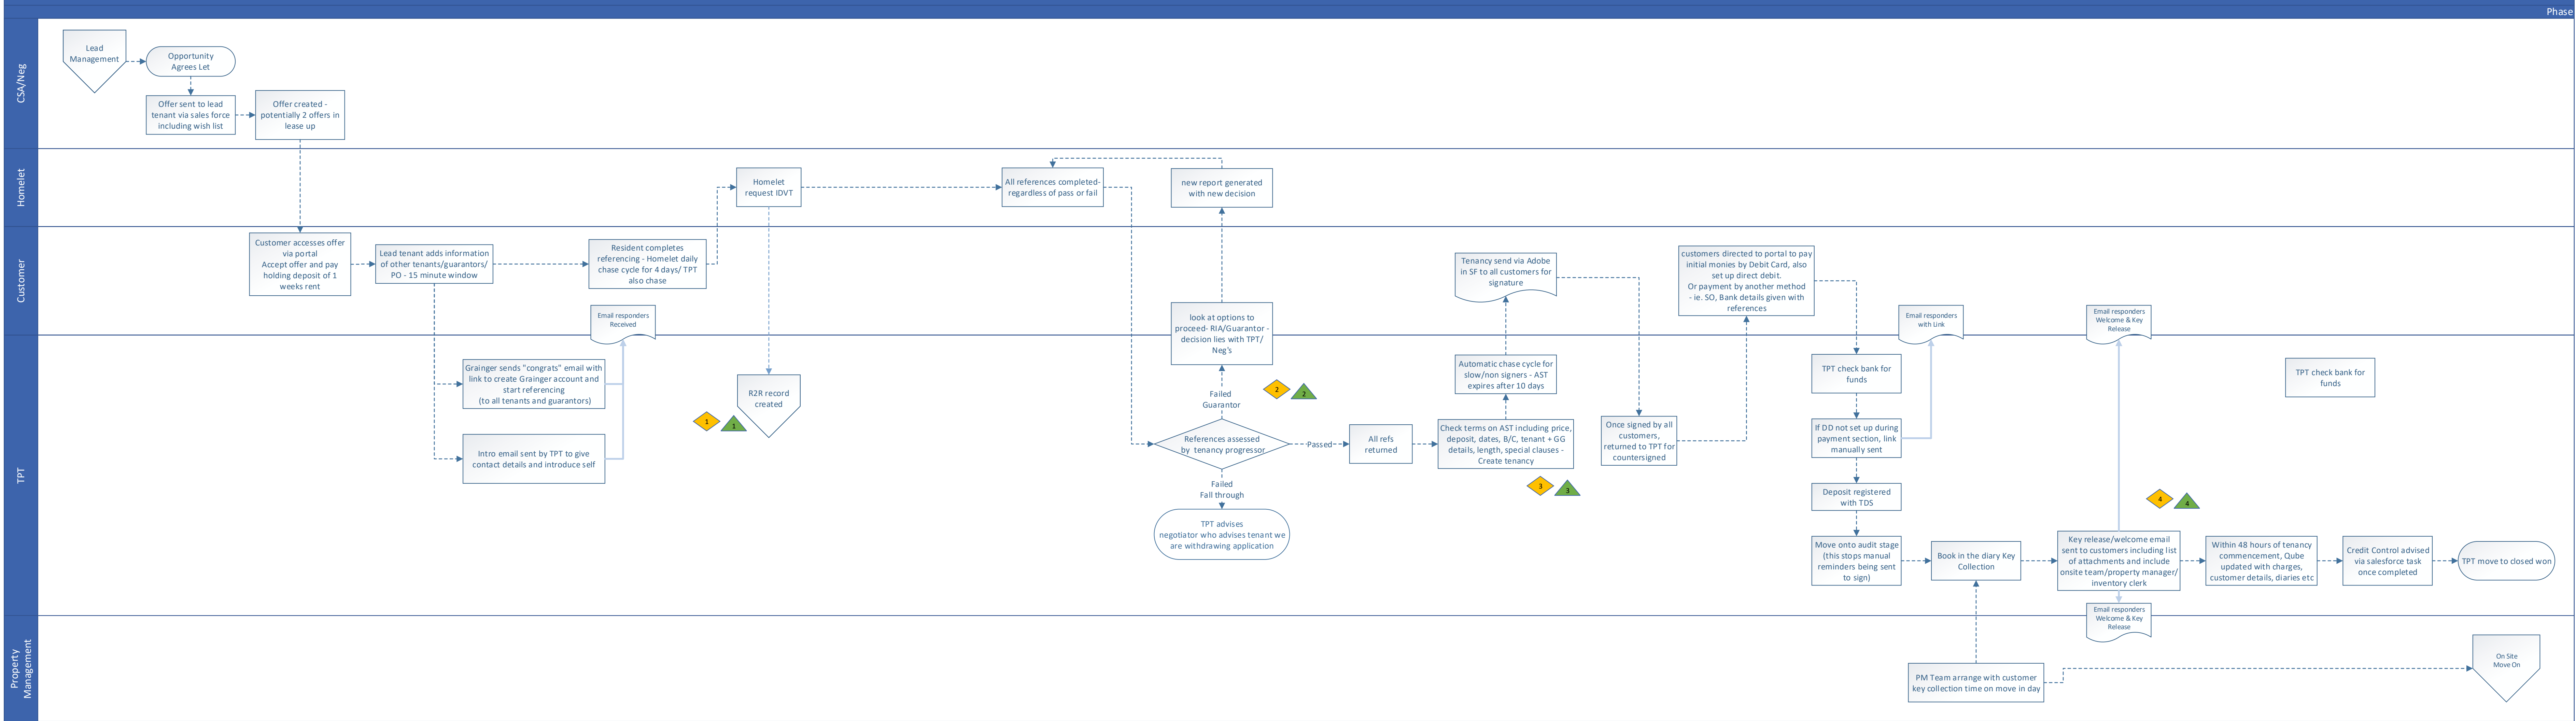 Phase
CSA/Neg
Lead
Management
Opportunity
Agrees Let
Offer sent to lead
tenant via sales force
including wish list
Offer created -
potentially 2 offers in
lease up
Homelet
Homelet
request IDVT
All references completed-
regardless of pass or fail
new report generated
with new decision
Customer
Customer accesses offer
via portal
Accept offer and pay
holding deposit of 1
weeks rent
Lead tenant adds information
of other tenants/guarantors/
PO - 15 minute window
Resident completes
referencing - Homelet daily
chase cycle for 4 days/ TPT
also chase
Email responders
Received
look at options to
proceed- RIA/Guarantor -
decision lies with TPT/
Neg's
Tenancy send via Adobe
in SF to all customers for
signature
customers directed to portal to pay
initial monies by Debit Card, also
set up direct debit.
Or payment by another method
- ie. SO, Bank details given with
references
Email responders
with Link
Email responders
Welcome & Key
Release
TPT
Grainger sends "congrats" email with
link to create Grainger account and
start referencing
(to all tenants and guarantors)
Intro email sent by TPT to give
contact details and introduce self
1
1
R2R record
created
Failed
Guarantor
2
2
References assessed
by tenancy progressor
Passed
Failed
Fall through
TPT advises
negotiator who advises tenant we
are withdrawing application
All refs
returned
Automatic chase cycle for
slow/non signers - AST
expires after 10 days
Check terms on AST including price,
deposit, dates, B/C, tenant + GG
details, length, special clauses -
Create tenancy
3
3
Once signed by all
customers,
returned to TPT for
countersigned
TPT check bank for
funds
If DD not set up during
payment section, link
manually sent
Deposit registered
with TDS
Move onto audit stage
(this stops manual
reminders being sent
to sign)
Book in the diary Key
Collection
Key release/welcome email
sent to customers including list
of attachments and include
onsite team/property manager/
inventory clerk
4
4
TPT check bank for
funds
Within 48 hours of tenancy
commencement, Qube
updated with charges,
customer details, diaries etc
Credit Control advised
via salesforce task
once completed
TPT move to closed won
Property
Management
Email responders
Welcome & Key
Release
PM Team arrange with customer
key collection time on move in day
On Site
Move On